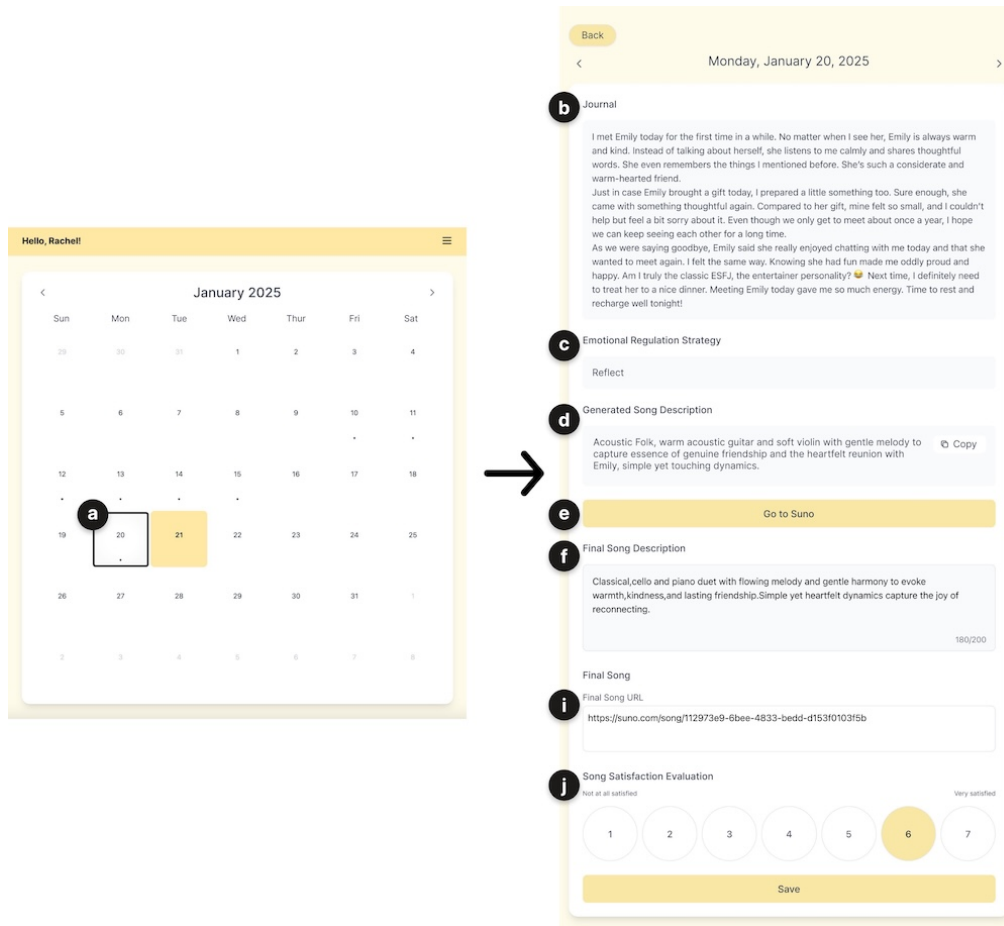 Hello, Rachel!
January 2025
Sun Mon Tue Wed Thur Fri Sat
29 30 31 1 2 3 4
5 6 7 8 9 10 11
12 13 14 15 16 17 18
a
19 20 21 22 23 24 25
26 27 28 29 30 31 1
2 3 4 5 6 7 8
Back
Monday, January 20, 2025
b Journal
I met Emily today for the first time in a while. No matter when I see her, Emily is always warm
and kind. Instead of talking about herself, she listens to me calmly and shares thoughtful
words. She even remembers the things I mentioned before. She's such a considerate and
warm-hearted friend.
Just in case Emily brought a gift today, I prepared a little something too. Sure enough, she
came with something thoughtful again. Compared to her gift, mine felt so small, and I couldn't
help but feel a bit sorry about it. Even though we only get to meet about once a year, I hope
we can keep seeing each other for a long time.
As we were saying goodbye, Emily said she really enjoyed chatting with me today and that she
wanted to meet again. I felt the same way. Knowing she had fun made me oddly proud and
happy. Am I truly the classic ESFJ, the entertainer personality? 😂 Next time, I definitely need
to treat her to a nice dinner. Meeting Emily today gave me so much energy. Time to rest and
recharge well tonight!
c Emotional Regulation Strategy
Reflect
d Generated Song Description
Acoustic Folk, warm acoustic guitar and soft violin with gentle melody to
capture essence of genuine friendship and the heartfelt reunion with
Emily, simple yet touching dynamics.
Copy
e Go to Suno
f Final Song Description
Classical,cello and piano duet with flowing melody and gentle harmony to evoke
warmth,kindness,and lasting friendship.Simple yet heartfelt dynamics capture the joy of
reconnecting.
180/200
Final Song
i Final Song URL
https://suno.com/song/112973e9-6bee-4833-bedd-d153f0103f5b
j Song Satisfaction Evaluation
Not at all satisfied Very satisfied
1 2 3 4 5 6 7
Save